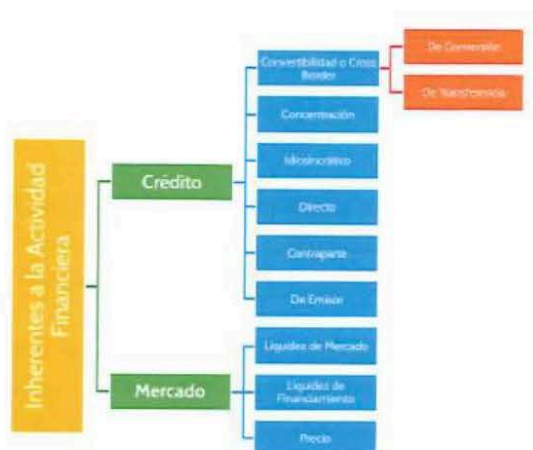 Inherentes a la Actividad
Financiera
Crédito
Convertibilidad o Cross
Border
De Conversión
De Transferencia
Concentración
Idiosincrático
Directo
Contraparte
De Emisor
Mercado
Liquidez de Mercado
Liquidez de
Financiamiento
Precio